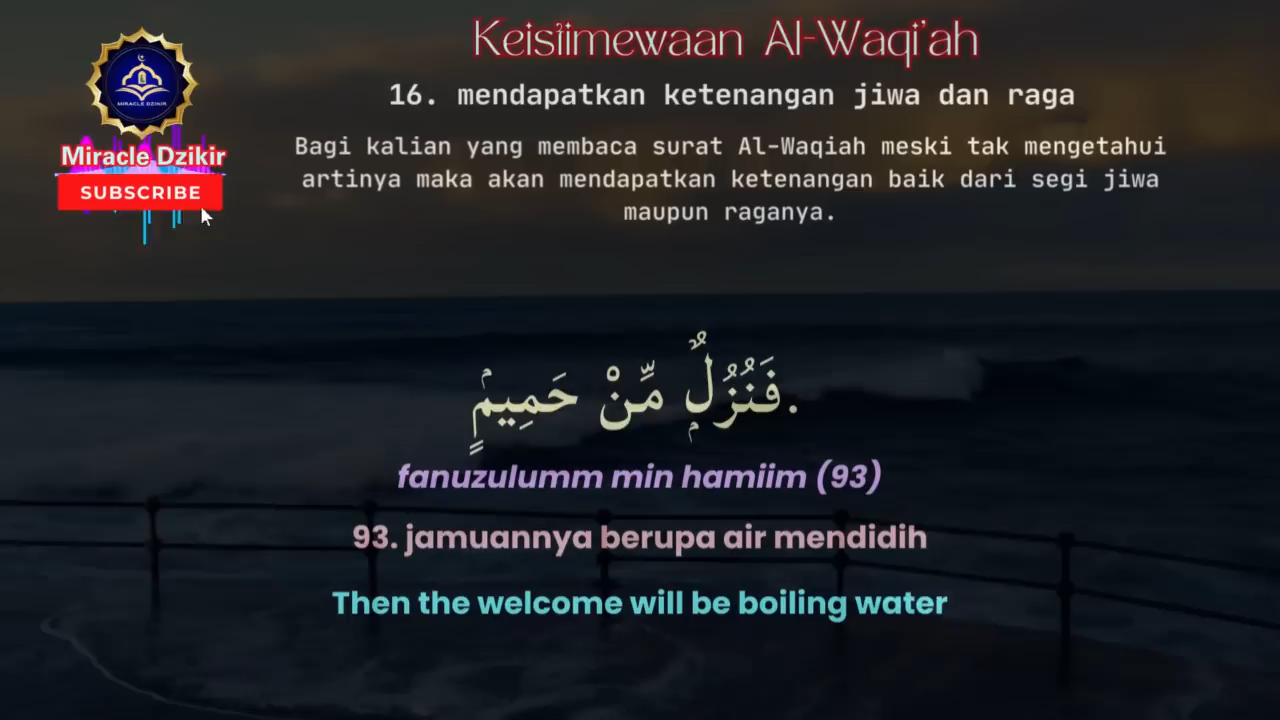 Keistimewaan Al-Waqi'ah
16. mendapatkan ketenangan jiwa dan raga
Bagi kalian yang membaca surat Al-Waqiah meski tak mengetahui
artinya maka akan mendapatkan ketenangan baik dari segi jiwa
maupun raganya.
MIRACLE DZIKIR
Miracle Dzikir
SUBSCRIBE
فَنُزُلٌۭ مِّنْ حَمِيمٍۢ.
fanuzulumm min hamiim (93)
93. jamuannya berupa air mendidih
Then the welcome will be boiling water